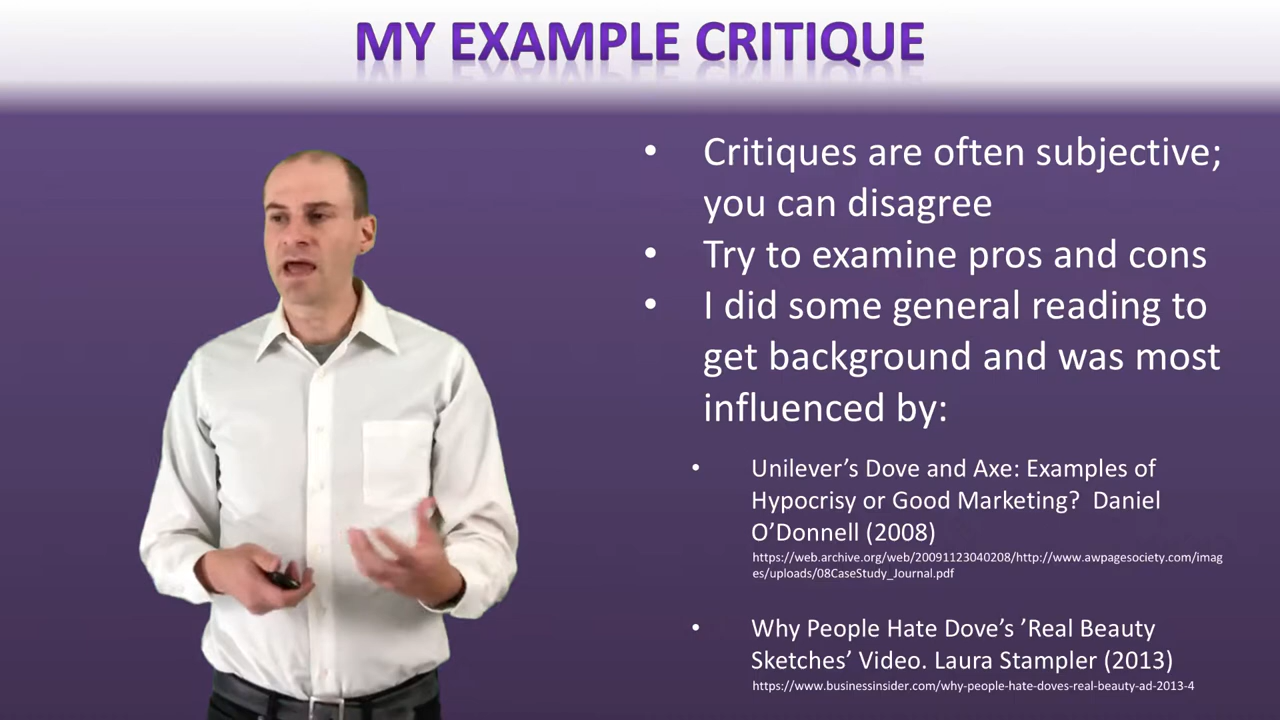 MY EXAMPLE CRITIQUE
• Critiques are often subjective;
you can disagree
• Try to examine pros and cons
• I did some general reading to
get background and was most
influenced by:
• Unilever’s Dove and Axe: Examples of
Hypocrisy or Good Marketing?  Daniel
O’Donnell (2008)
https://web.archive.org/web/20091123040208/http://www.awpagesociety.com/imag
es/uploads/08CaseStudy_Journal.pdf
• Why People Hate Dove’s ’Real Beauty
Sketches’ Video. Laura Stampler (2013)
https://www.businessinsider.com/why-people-hate-doves-real-beauty-ad-2013-4